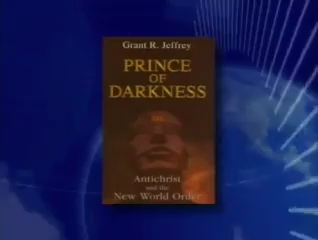 Grant R. Jeffrey
PRINCE
OF
DARKNESS
Antichrist
and the
New World Order